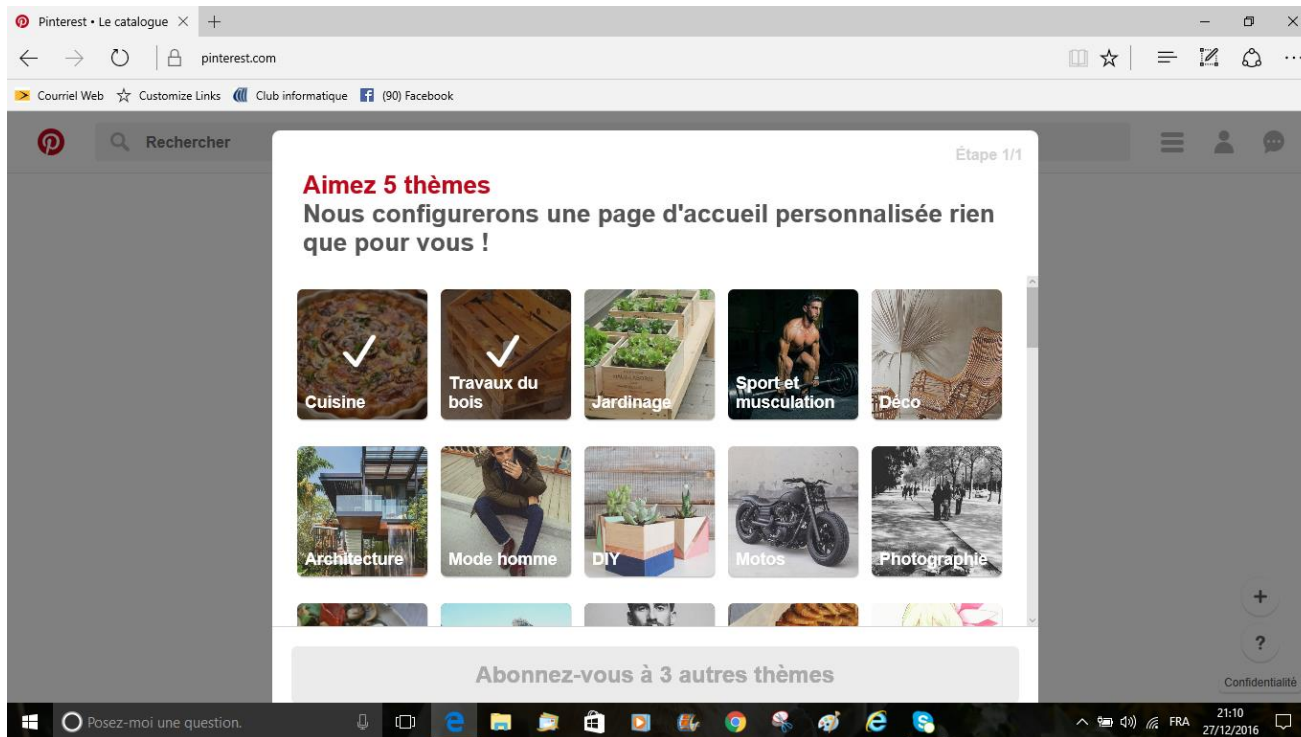 Pinterest • Le catalogue
pinterest.com
Courriel Web Customize Links Club informatique (90) Facebook
Rechercher
Étape 1/1
Aimez 5 thèmes
Nous configurerons une page d'accueil personnalisée rien
que pour vous !
Cuisine
Travaux du
bois
Jardinage
Sport et
musculation
Déco
Architecture
Mode homme
DIY
Motos
Photographie
Abonnez-vous à 3 autres thèmes
+
?
Confidentialité
Posez-moi une question.
FRA
21:10
27/12/2016